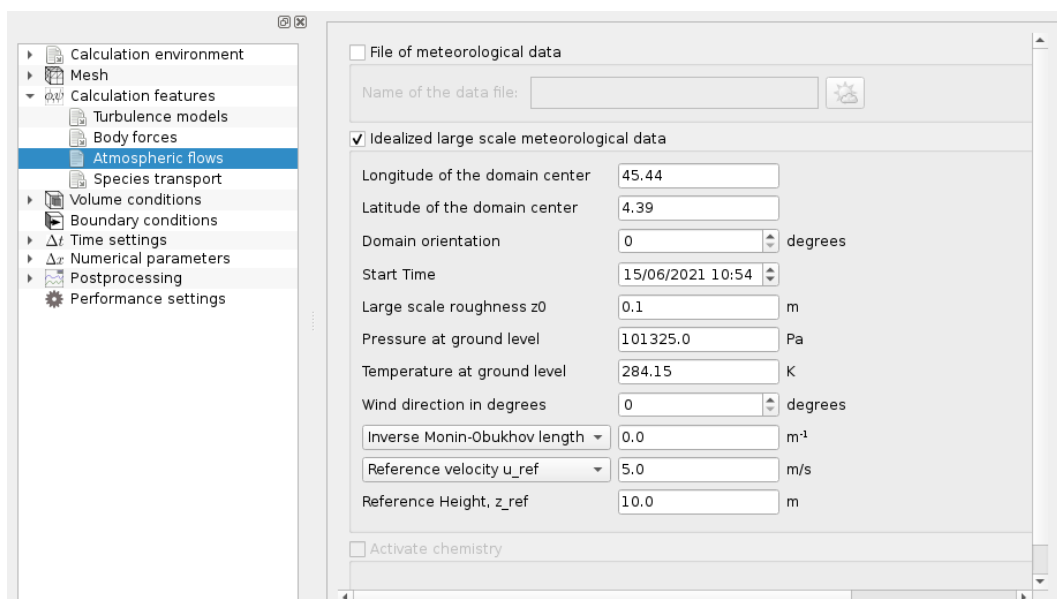 Calculation environment
Mesh
Calculation features
Turbulence models
Body forces
Atmospheric flows
Species transport
Volume conditions
Boundary conditions
Δt Time settings
Δx Numerical parameters
Postprocessing
Performance settings
File of meteorological data
Name of the data file:
Idealized large scale meteorological data
Longitude of the domain center 45.44
Latitude of the domain center 4.39
Domain orientation 0 degrees
Start Time 15/06/2021 10:54
Large scale roughness z0 0.1 m
Pressure at ground level 101325.0 Pa
Temperature at ground level 284.15 K
Wind direction in degrees 0 degrees
Inverse Monin-Obukhov length 0.0 m⁻¹
Reference velocity u_ref 5.0 m/s
Reference Height, z_ref 10.0 m
Activate chemistry